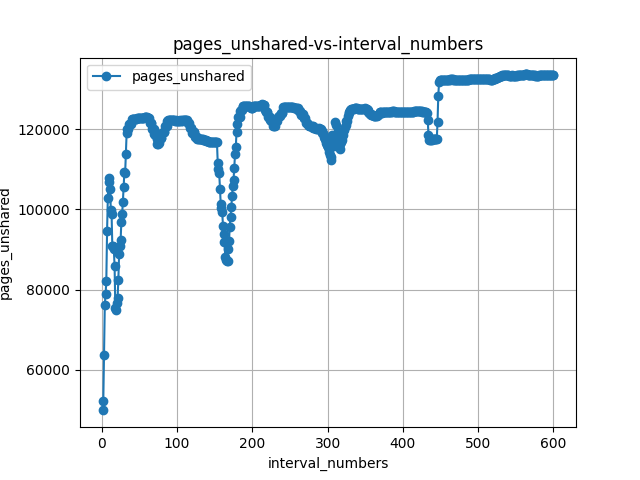 pages_unshared-vs-interval_numbers
pages_unshared
120000
100000
80000
60000
pages_unshared
0 100 200 300 400 500 600
interval_numbers